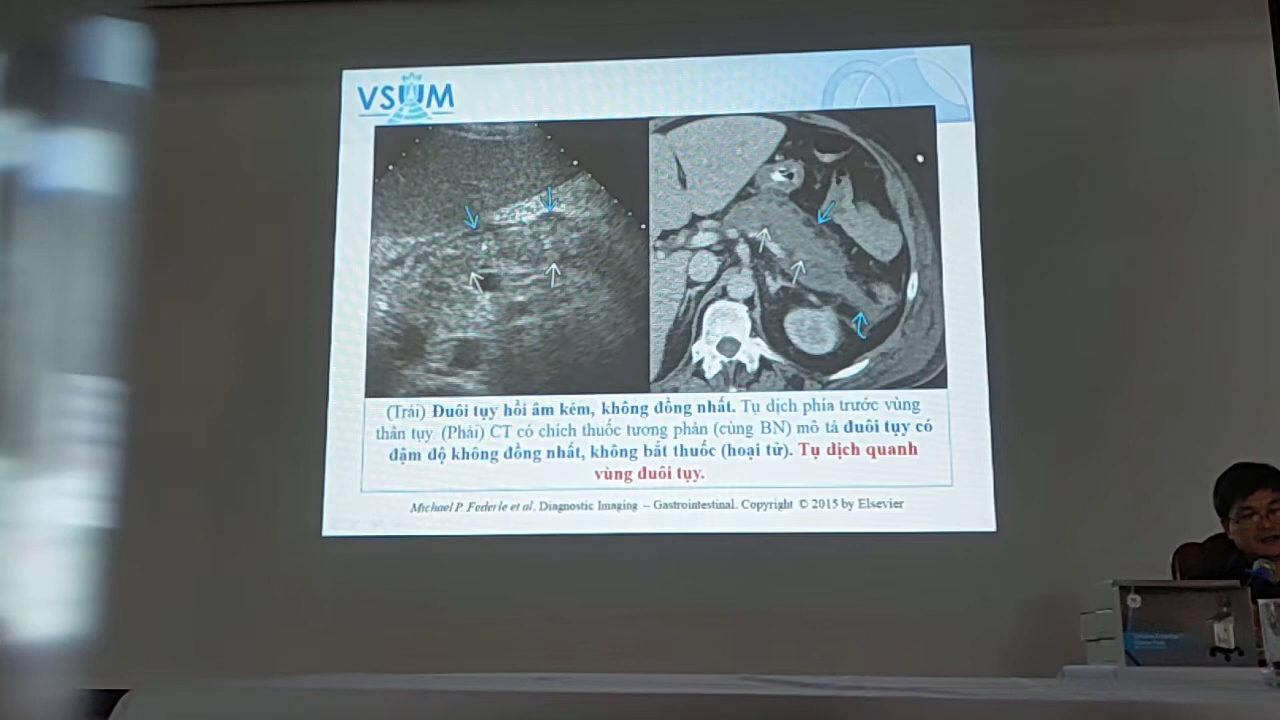 VSUM
(Trái) Đuôi tụy hồi âm kém, không đồng nhất. Tụ dịch phía trước vùng
thân tụy. (Phải) CT có chích thuốc tương phản (cùng BN) mô tả đuôi tụy có
đậm độ không đồng nhất, không bắt thuốc (hoại tử). Tụ dịch quanh
vùng đuôi tụy.
Michael P. Federle et al. Diagnostic Imaging – Gastrointestinal. Copyright © 2015 by Elsevier